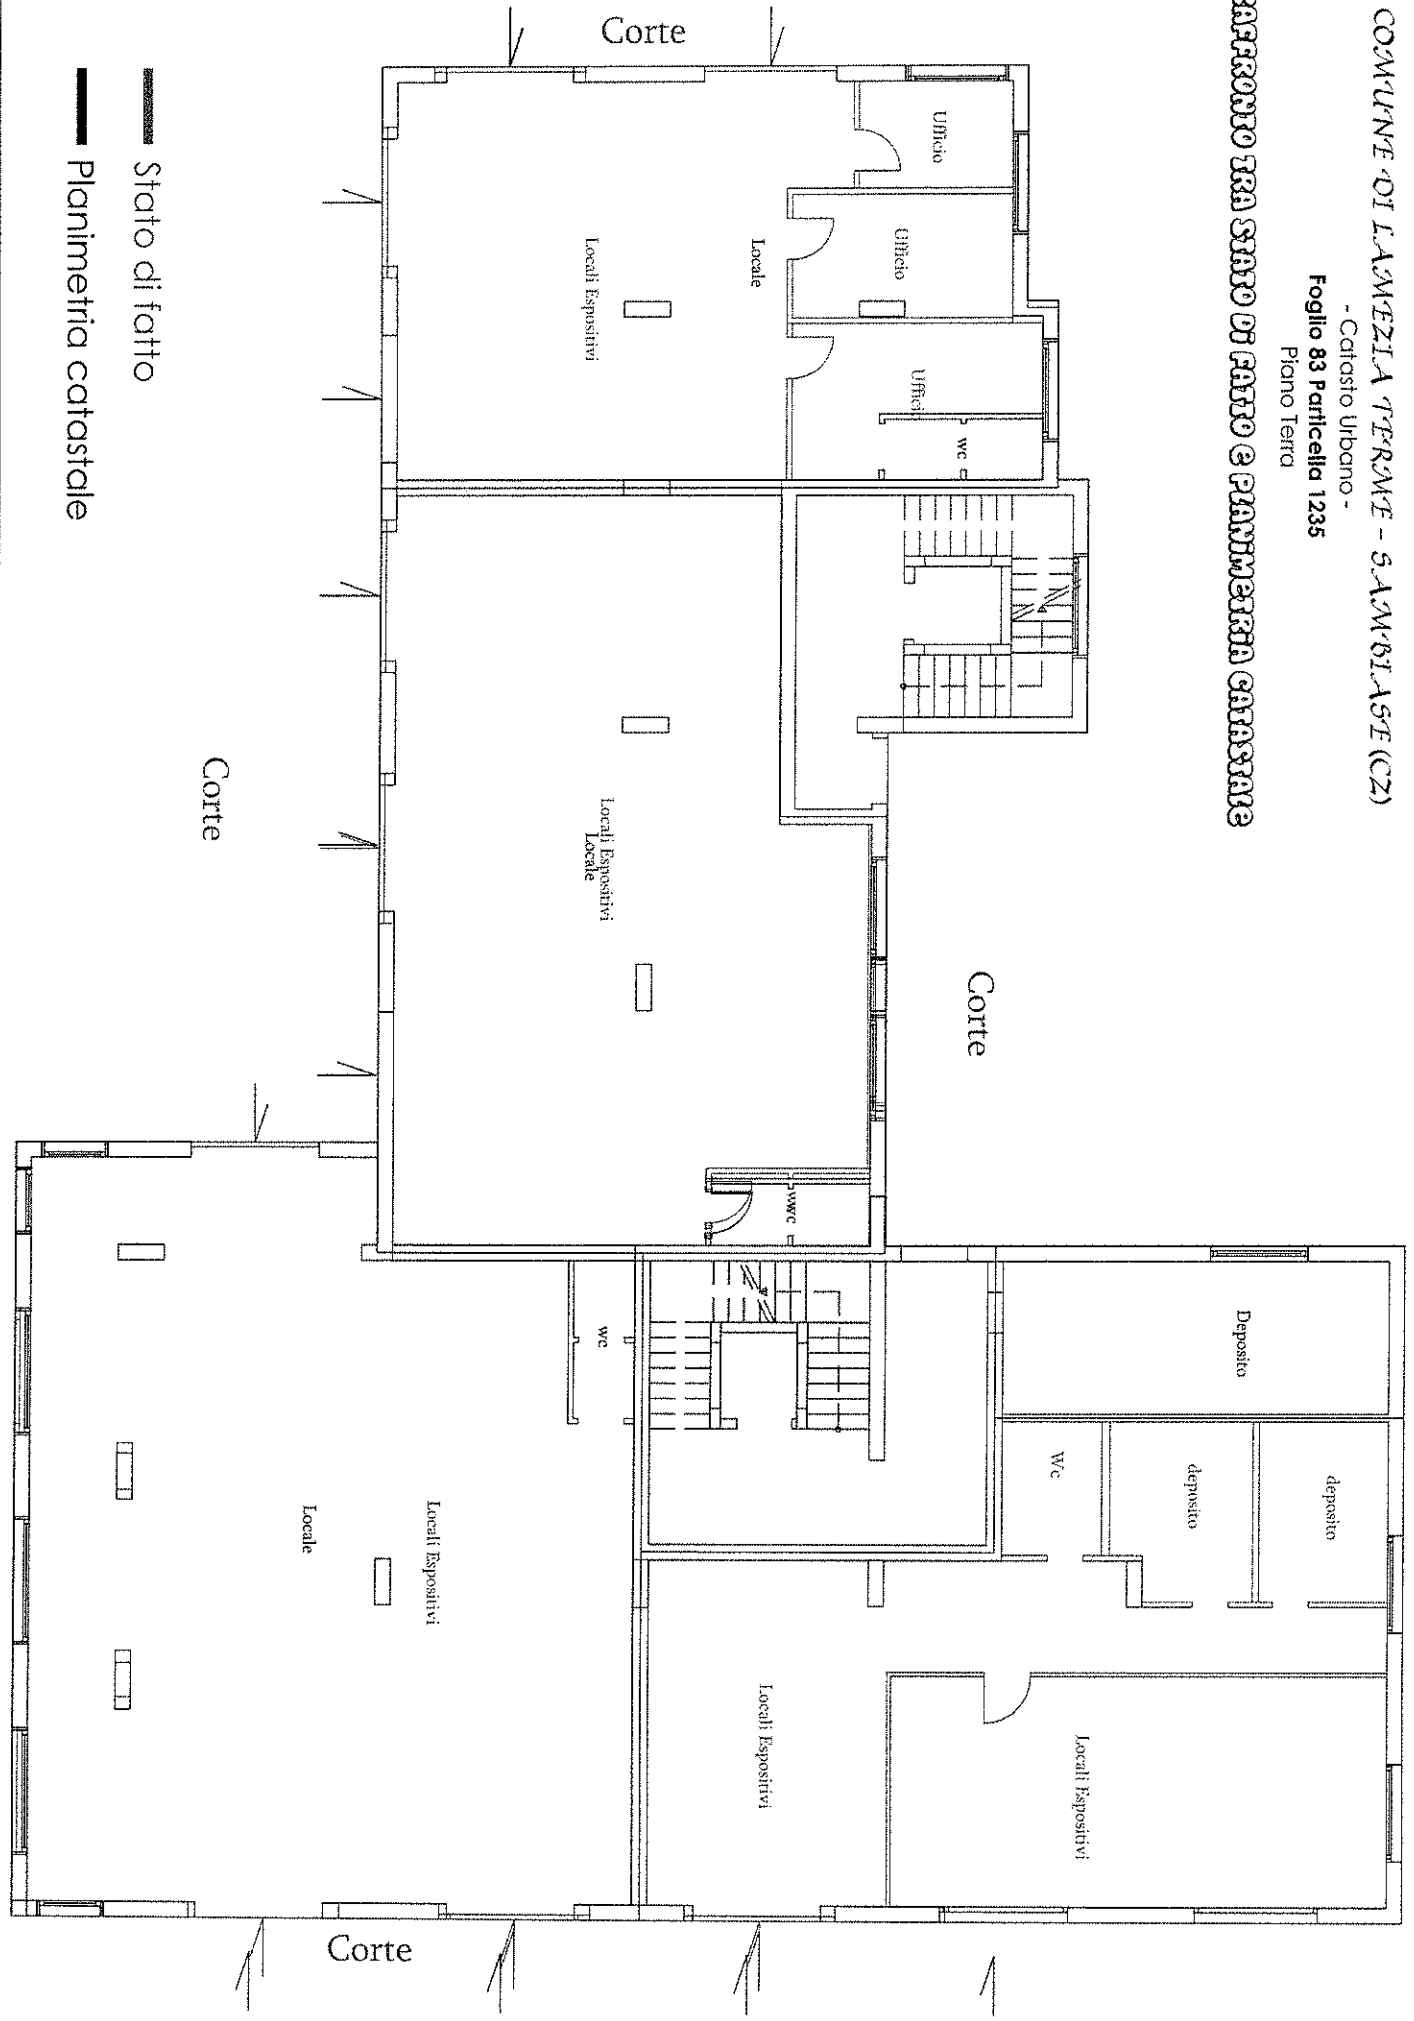 COMUNE DI LAMEZIA TERME - SAMBIASE (CZ)
- Catasto Urbano -
Foglio 83 Particella 1235
Piano Terra
RAFFRONTO TRA STATO DI FATTO E PLANIMETRIA CATASTALE
Corte
Ufficio
Ufficio
Ufficio
wc
Locale
Locali Espositivi
Corte
Locali Espositivi
Locale
wwc
Corte
Deposito
deposito
deposito
Wc
wc
Locali Espositivi
Locali Espositivi
Locali Espositivi
Locale
Corte
Stato di fatto
Planimetria catastale